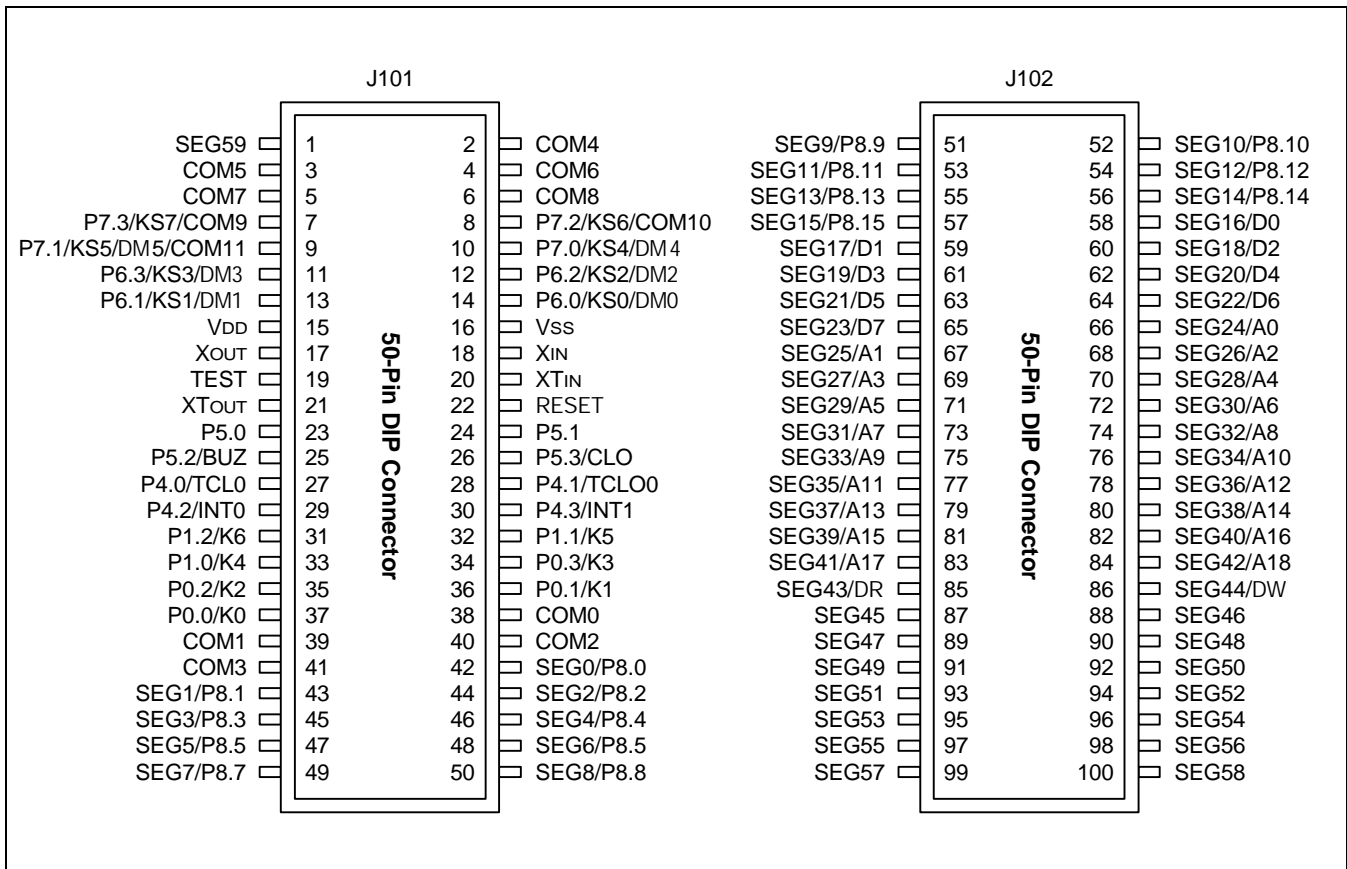 J101
SEG59 1 2 COM4
COM5 3 4 COM6
COM7 5 6 COM8
P7.3/KS7/COM9 7 8 P7.2/KS6/COM10
P7.1/KS5/DM5/COM11 9 10 P7.0/KS4/DM4
P6.3/KS3/DM3 11 12 P6.2/KS2/DM2
P6.1/KS1/DM1 13 14 P6.0/KS0/DM0
VDD 15 16 VSS
XOUT 17 18 XIN
TEST 19 20 XTIN
XTOUT 21 22 RESET
P5.0 23 24 P5.1
P5.2/BUZ 25 26 P5.3/CLO
P4.0/TCL0 27 28 P4.1/TCLO0
P4.2/INT0 29 30 P4.3/INT1
P1.2/K6 31 32 P1.1/K5
P1.0/K4 33 34 P0.3/K3
P0.2/K2 35 36 P0.1/K1
P0.0/K0 37 38 COM0
COM1 39 40 COM2
COM3 41 42 SEG0/P8.0
SEG1/P8.1 43 44 SEG2/P8.2
SEG3/P8.3 45 46 SEG4/P8.4
SEG5/P8.5 47 48 SEG6/P8.5
SEG7/P8.7 49 50 SEG8/P8.8
50-Pin DIP Connector
J102
SEG9/P8.9 51 52 SEG10/P8.10
SEG11/P8.11 53 54 SEG12/P8.12
SEG13/P8.13 55 56 SEG14/P8.14
SEG15/P8.15 57 58 SEG16/D0
SEG17/D1 59 60 SEG18/D2
SEG19/D3 61 62 SEG20/D4
SEG21/D5 63 64 SEG22/D6
SEG23/D7 65 66 SEG24/A0
SEG25/A1 67 68 SEG26/A2
SEG27/A3 69 70 SEG28/A4
SEG29/A5 71 72 SEG30/A6
SEG31/A7 73 74 SEG32/A8
SEG33/A9 75 76 SEG34/A10
SEG35/A11 77 78 SEG36/A12
SEG37/A13 79 80 SEG38/A14
SEG39/A15 81 82 SEG40/A16
SEG41/A17 83 84 SEG42/A18
SEG43/DR 85 86 SEG44/DW
SEG45 87 88 SEG46
SEG47 89 90 SEG48
SEG49 91 92 SEG50
SEG51 93 94 SEG52
SEG53 95 96 SEG54
SEG55 97 98 SEG56
SEG57 99 100 SEG58
50-Pin DIP Connector